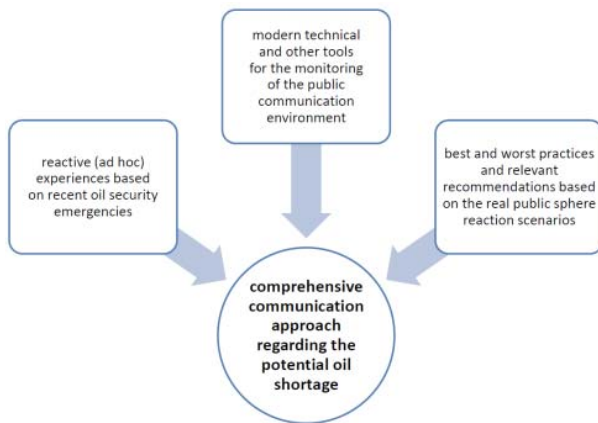 modern technical
and other tools
for the monitoring
of the public
communication
environment
reactive (ad hoc)
experiences based
on recent oil security
emergencies
best and worst practices
and relevant
recommendations based
on the real public sphere
reaction scenarios
comprehensive
communication
approach
regarding the
potential oil
shortage